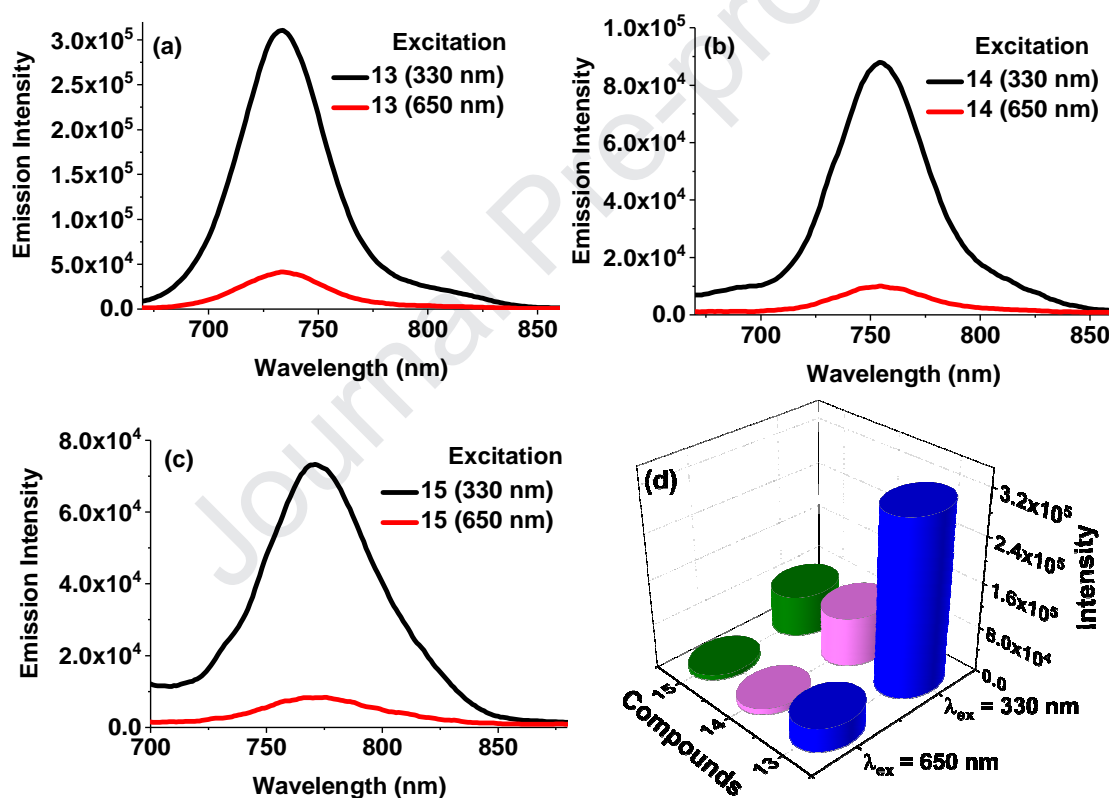 (a)
Excitation
13 (330 nm)
13 (650 nm)
3.0x10⁵
2.5x10⁵
2.0x10⁵
1.5x10⁵
1.0x10⁵
5.0x10⁴
0.0
Emission Intensity
700 750 800 850
Wavelength (nm)
(b)
Excitation
14 (330 nm)
14 (650 nm)
1.0x10⁵
8.0x10⁴
6.0x10⁴
4.0x10⁴
2.0x10⁴
0.0
Emission Intensity
700 750 800 850
Wavelength (nm)
(c)
Excitation
15 (330 nm)
15 (650 nm)
8.0x10⁴
6.0x10⁴
4.0x10⁴
2.0x10⁴
0.0
Emission Intensity
700 750 800 850
Wavelength (nm)
(d)
3.2x10⁵
2.4x10⁵
1.6x10⁵
8.0x10⁴
0.0
Intensity
15
14
13
Compounds
λex = 330 nm
λex = 650 nm
Journal Pre-pro